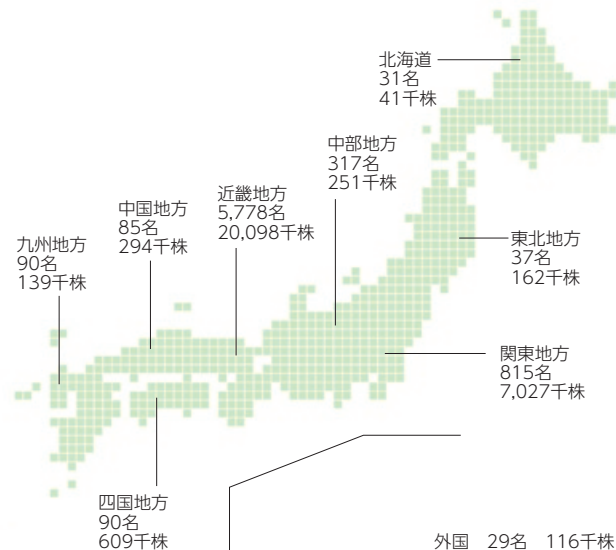 北海道
31名
41千株
中部地方
317名
251千株
近畿地方
5,778名
20,098千株
中国地方
85名
294千株
九州地方
90名
139千株
東北地方
37名
162千株
関東地方
815名
7,027千株
四国地方
90名
609千株
外国 29名 116千株